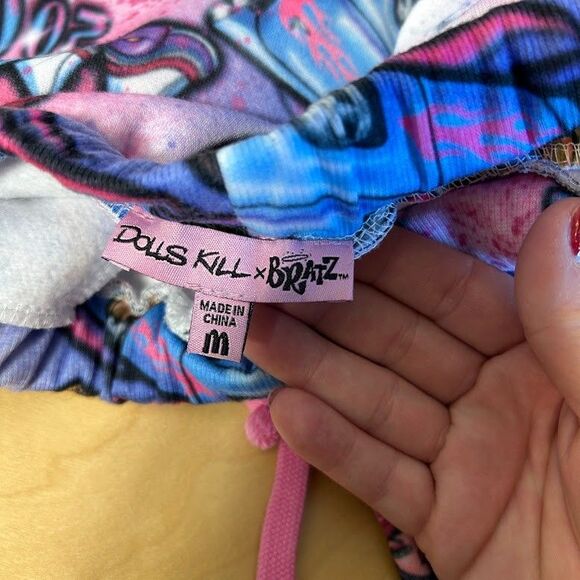 DOLLS KILL x BRATZ™
MADE IN
CHINA
M